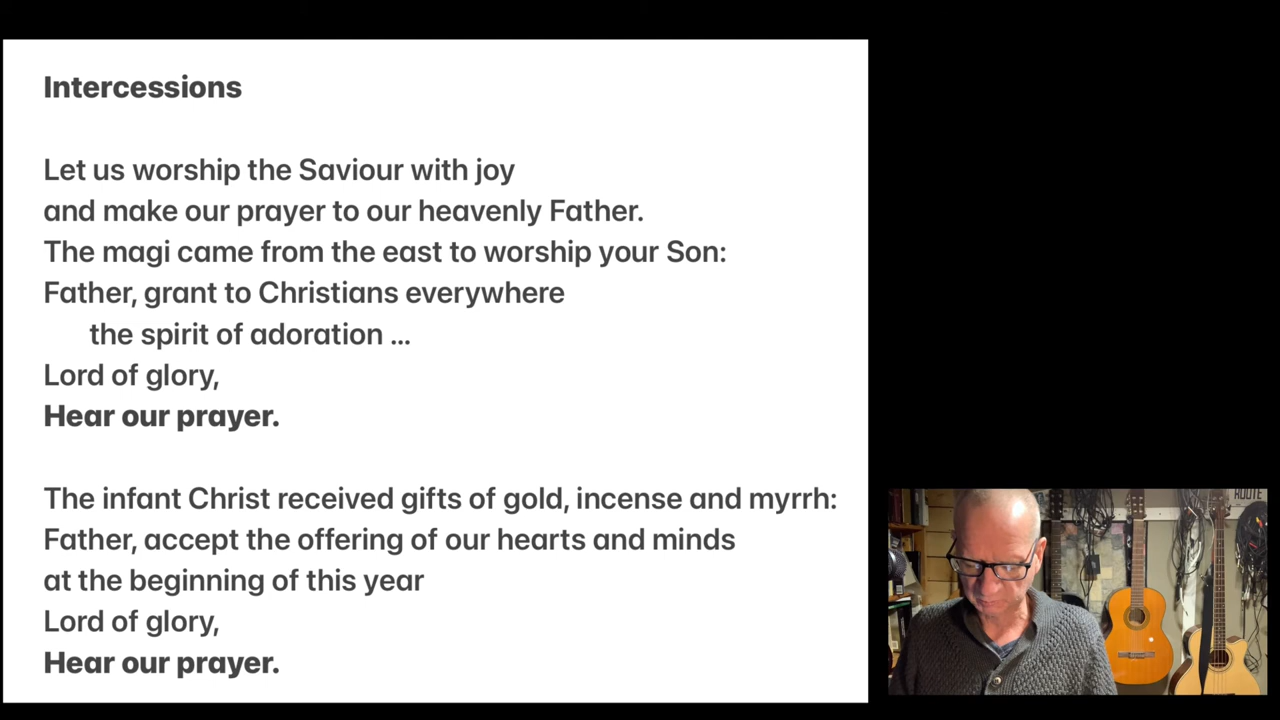 Intercessions
Let us worship the Saviour with joy
and make our prayer to our heavenly Father.
The magi came from the east to worship your Son:
Father, grant to Christians everywhere
the spirit of adoration ...
Lord of glory,
Hear our prayer.
The infant Christ received gifts of gold, incense and myrrh:
Father, accept the offering of our hearts and minds
at the beginning of this year
Lord of glory,
Hear our prayer.
ROUTE